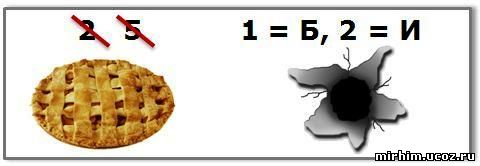 2 5 1 = Б, 2 = И
mirhim.ucoz.ru